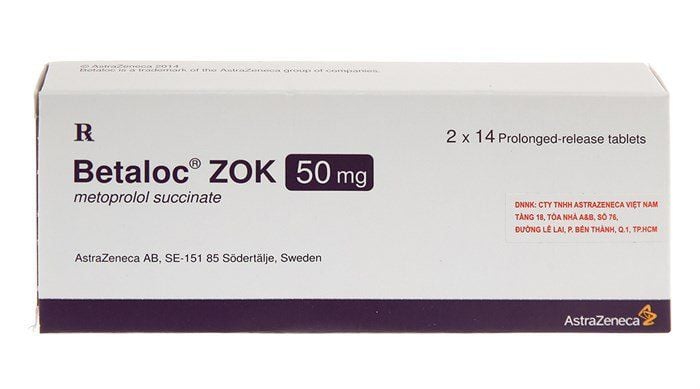 © AstraZeneca 2014
Betaloc is a trademark of the AstraZeneca group of companies.
Rx
2 x 14 Prolonged-release tablets
Betaloc® ZOK 50 mg
metoprolol succinate
DNNK: CTY TNHH ASTRAZENECA VIỆT NAM
TẦNG 18, TÒA NHÀ A&B, SỐ 76,
ĐƯỜNG LÊ LAI, P. BẾN THÀNH, Q.1, TP.HCM
AstraZeneca AB, SE-151 85 Södertälje, Sweden
AstraZeneca